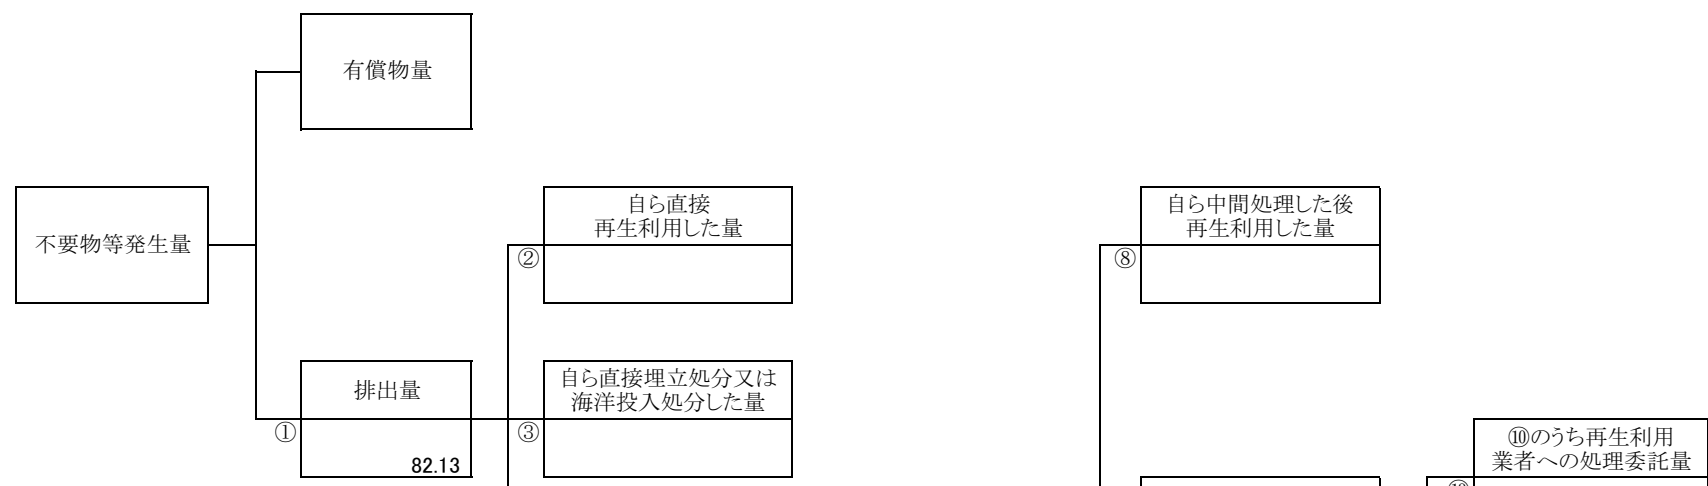 有償物量
不要物等発生量
自ら直接
再生利用した量
②
自ら中間処理した後
再生利用した量
⑧
排出量
①
82.13
自ら直接埋立処分又は
海洋投入処分した量
③
⑩のうち再生利用
業者への処理委託量